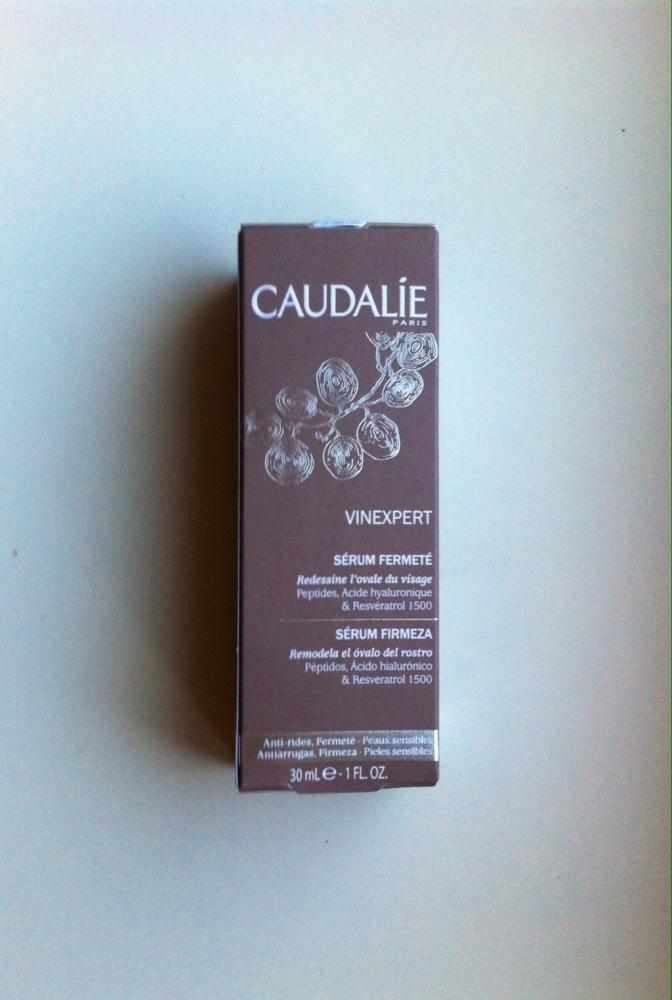 CAUDALÍE
PARIS
VINEXPERT
SÉRUM FERMETÉ
Redessine l'ovale du visage
Peptides, Acide hyaluronique
& Resvératrol 1500
SÉRUM FIRMEZA
Remodela el óvalo del rostro
Péptidos, Ácido hialurónico
& Resveratrol 1500
Anti-rides, Fermeté · Peaux sensibles
Antiarrugas, Firmeza · Pieles sensibles
30 mL ℮ - 1 FL. OZ.